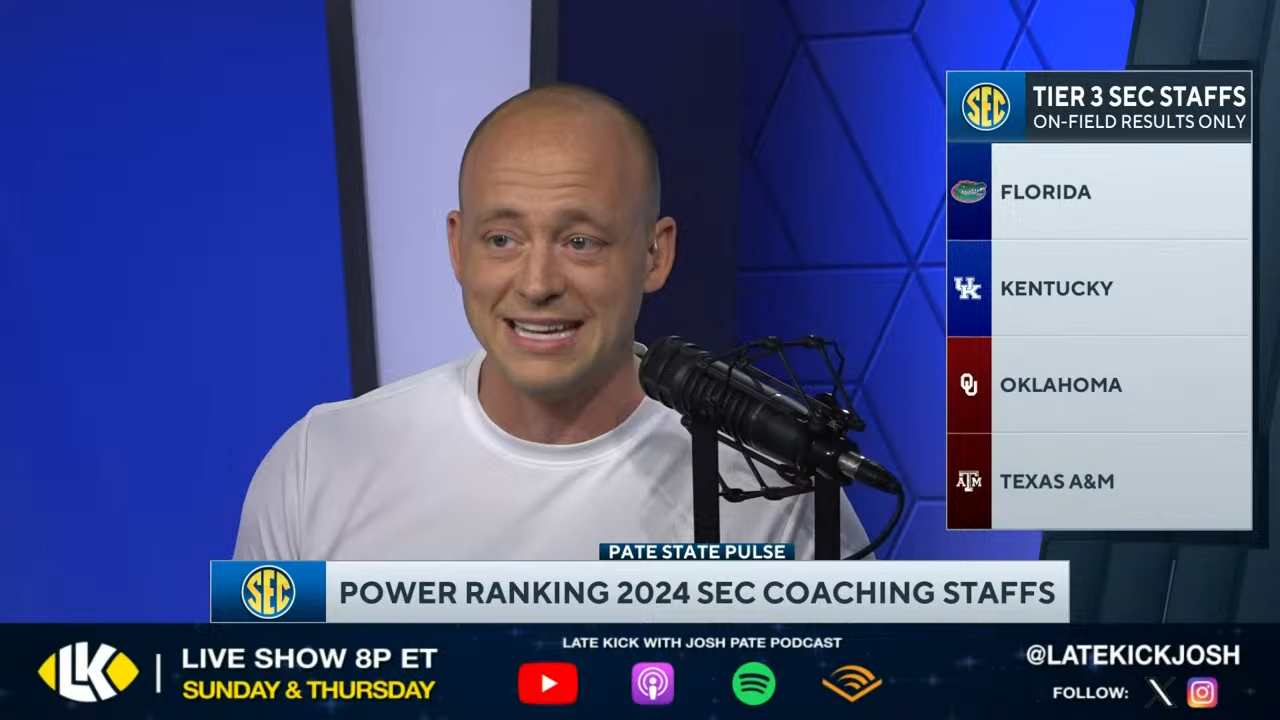 SEC
TIER 3 SEC STAFFS
ON-FIELD RESULTS ONLY
FLORIDA
UK
KENTUCKY
OU
OKLAHOMA
ATM
TEXAS A&M
PATE STATE PULSE
SEC
POWER RANKING 2024 SEC COACHING STAFFS
LK
LIVE SHOW 8P ET
SUNDAY & THURSDAY
LATE KICK WITH JOSH PATE PODCAST
@LATEKICKJOSH
FOLLOW: